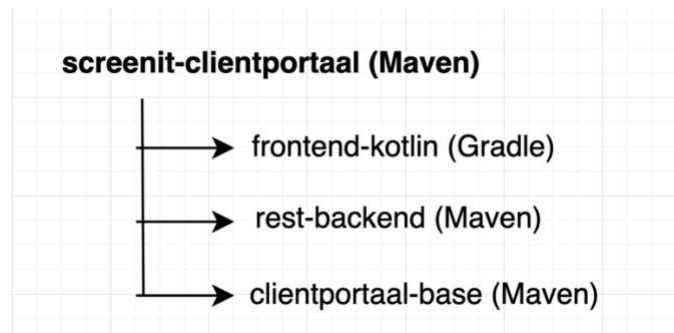 screenit-clientportaal (Maven)
frontend-kotlin (Gradle)
rest-backend (Maven)
clientportaal-base (Maven)